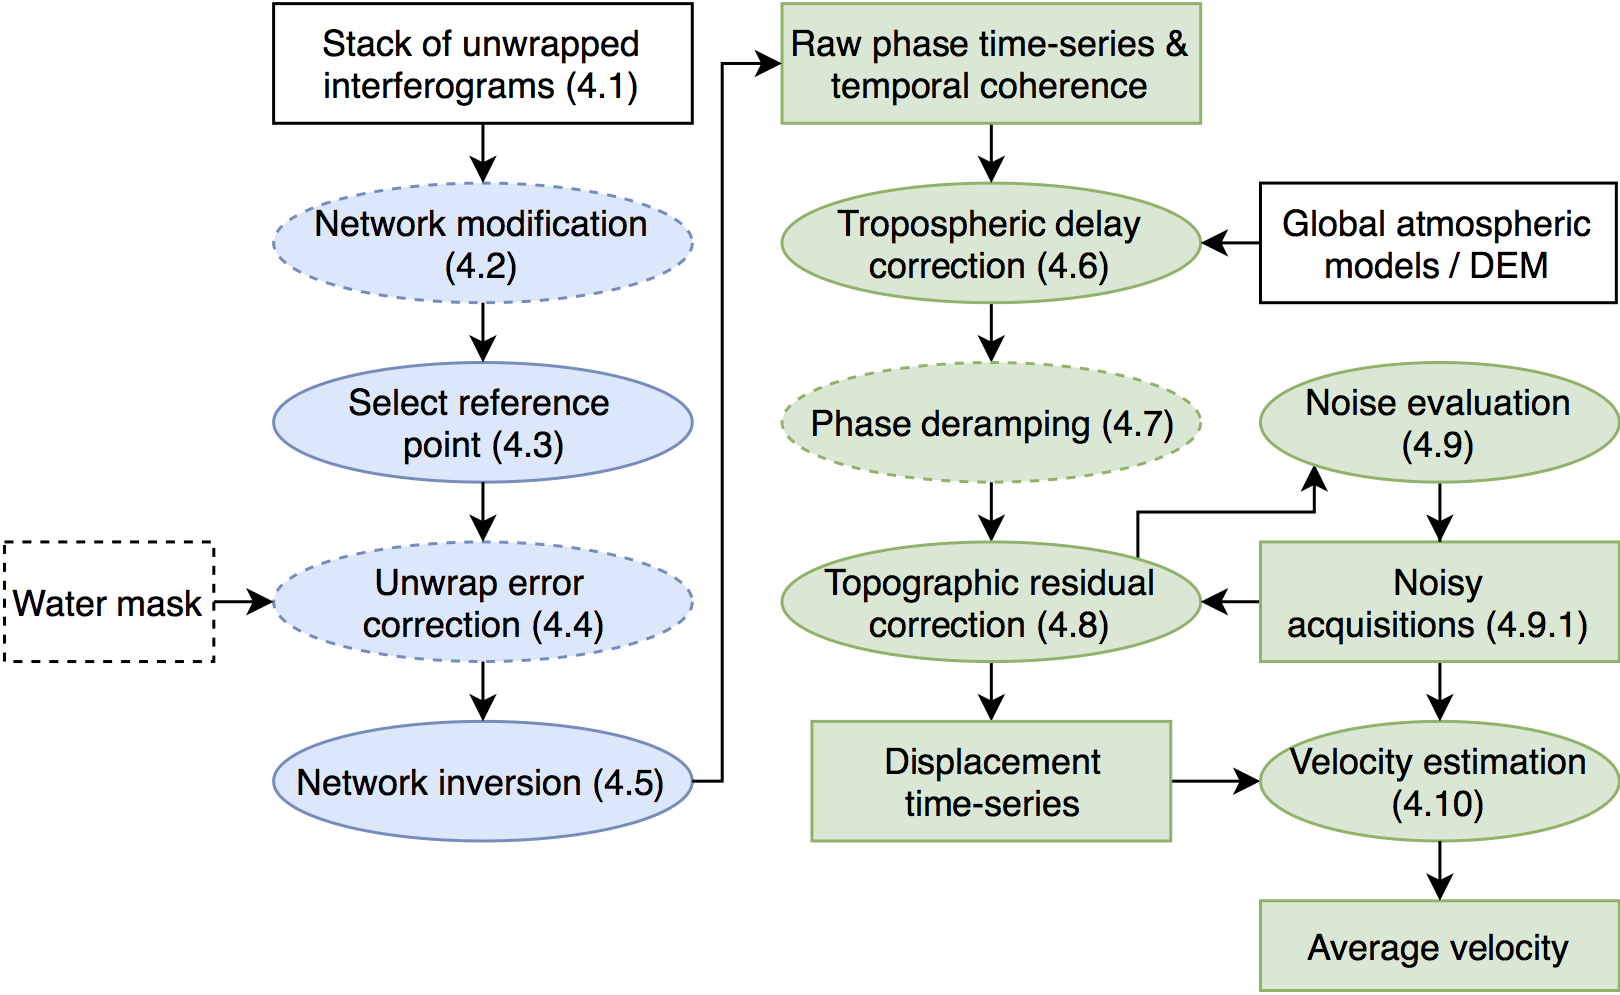 Stack of unwrapped
interferograms (4.1)
Network modification
(4.2)
Select reference
point (4.3)
Water mask
Unwrap error
correction (4.4)
Network inversion (4.5)
Raw phase time-series &
temporal coherence
Tropospheric delay
correction (4.6)
Global atmospheric
models / DEM
Phase deramping (4.7)
Noise evaluation
(4.9)
Topographic residual
correction (4.8)
Noisy
acquisitions (4.9.1)
Displacement
time-series
Velocity estimation
(4.10)
Average velocity